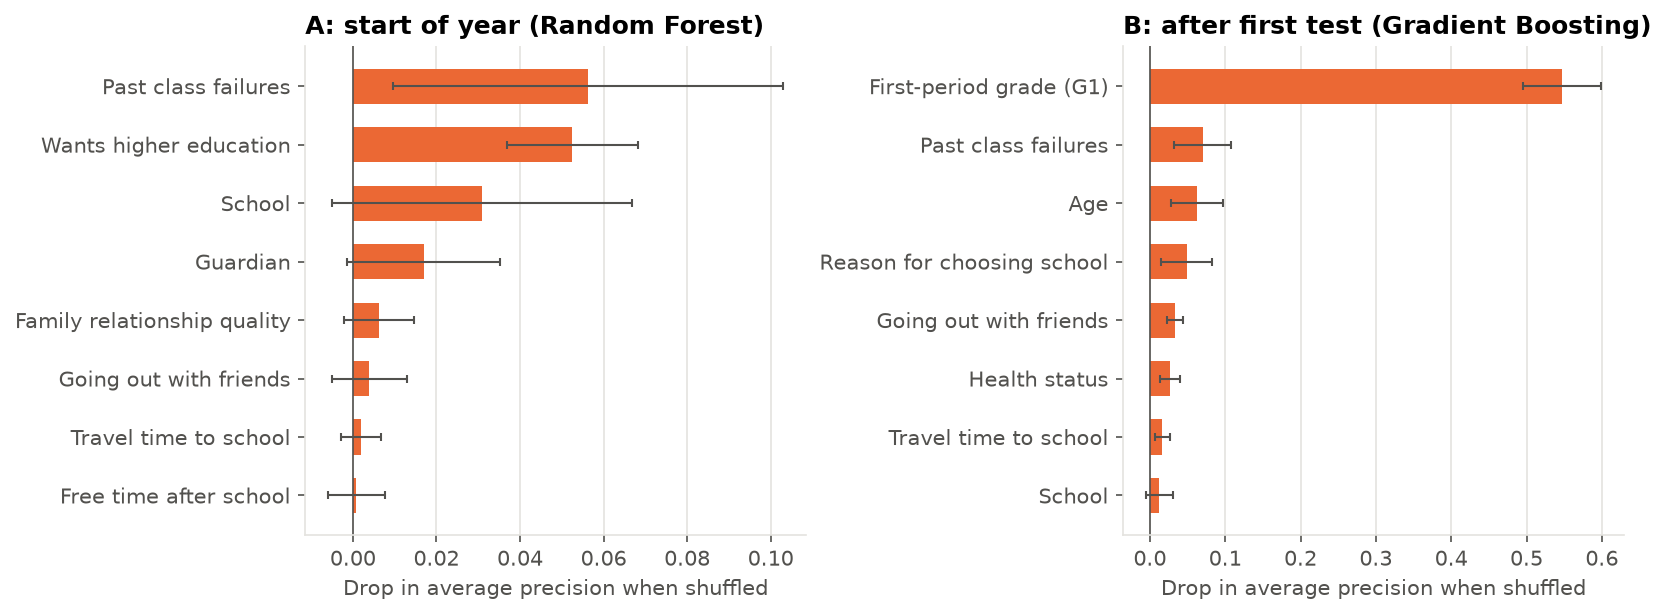 A: start of year (Random Forest)
Past class failures
Wants higher education
School
Guardian
Family relationship quality
Going out with friends
Travel time to school
Free time after school
0.00 0.02 0.04 0.06 0.08 0.10
Drop in average precision when shuffled
B: after first test (Gradient Boosting)
First-period grade (G1)
Past class failures
Age
Reason for choosing school
Going out with friends
Health status
Travel time to school
School
0.0 0.1 0.2 0.3 0.4 0.5 0.6
Drop in average precision when shuffled